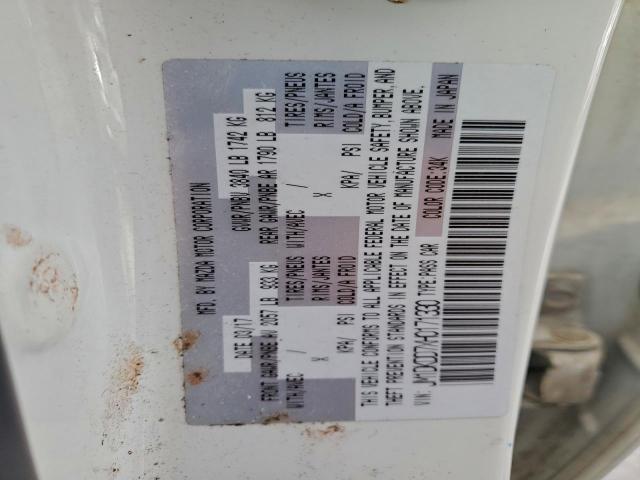 MFD. BY MAZDA MOTOR CORPORATION
DATE 03/17 GVWR/PNBV 3840 LB 1742 KG
FRONT GAWR/PNBE AV 2057 LB 933 KG REAR GAWR/PNBE AR 1790 LB 812 KG
WITH/AVEC / TIRES/PNEUS WITH/AVEC / TIRES/PNEUS
X RIMS/JANTES X RIMS/JANTES
KPA/ PSI COLD/A FROID KPA/ PSI COLD/A FROID
THIS VEHICLE CONFORMS TO ALL APPLICABLE FEDERAL MOTOR VEHICLE SAFETY BUMPER, AND
THEFT PREVENTION STANDARDS IN EFFECT ON THE DATE OF MANUFACTURE SHOWN ABOVE.
VIN: TYPE PASS CAR COLOR CODE: MADE IN JAPAN